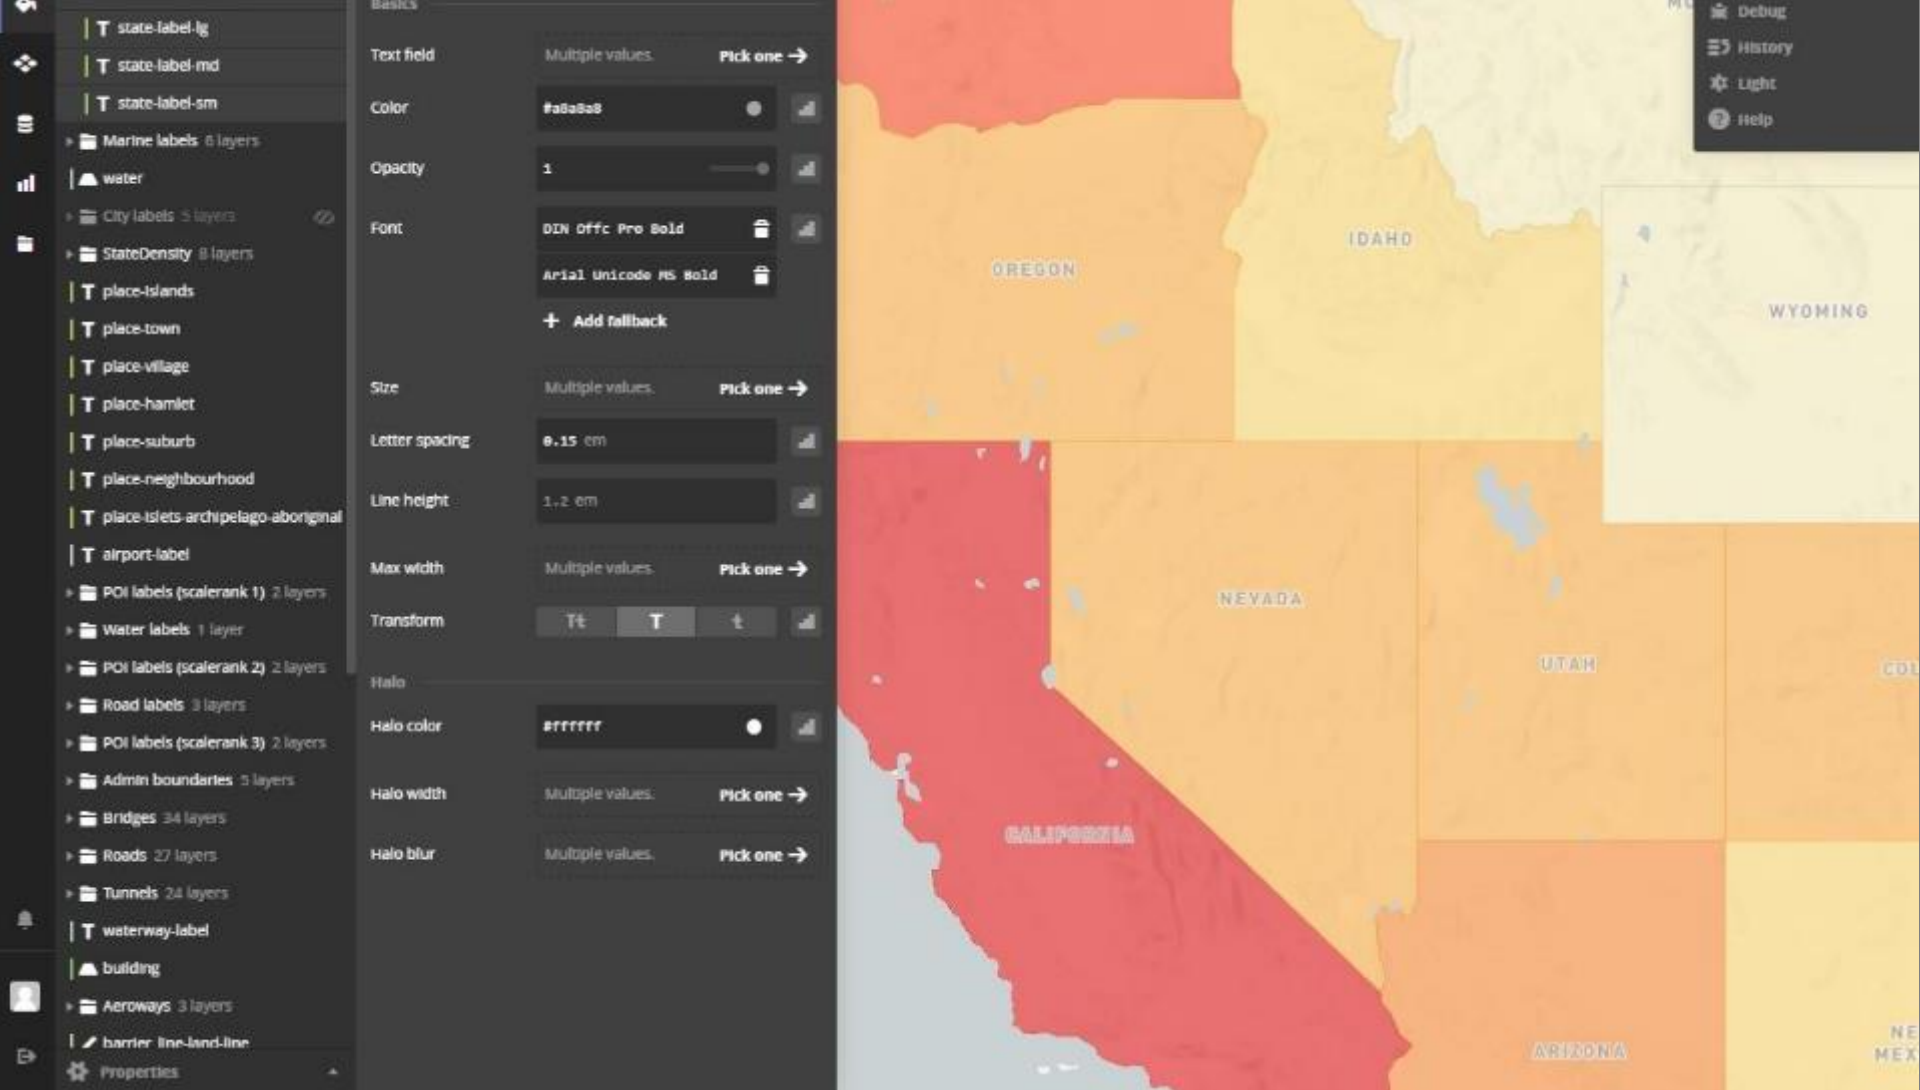 state-label-lg
state-label-md
state-label-sm
Marine labels 6 layers
water
City labels 5 layers
StateDensity 8 layers
place-islands
place-town
place-village
place-hamlet
place-suburb
place-neighbourhood
place-islets-archipelago-aboriginal
airport-label
POI labels (scalerank 1) 2 layers
Water labels 1 layer
POI labels (scalerank 2) 2 layers
Road labels 3 layers
POI labels (scalerank 3) 2 layers
Admin boundaries 5 layers
Bridges 34 layers
Roads 27 layers
Tunnels 24 layers
waterway-label
building
Aeroways 3 layers
barrier_line-land-line
Properties
Basics
Text field Multiple values. Pick one
Color #a8a8a8
Opacity 1
Font DIN Offc Pro Bold
Arial Unicode MS Bold
+ Add fallback
Size Multiple values. Pick one
Letter spacing 0.15 em
Line height 1.2 em
Max width Multiple values. Pick one
Transform Tt T t
Halo
Halo color #ffffff
Halo width Multiple values. Pick one
Halo blur Multiple values. Pick one
Debug
History
Light
Help
IDAHO
OREGON
WYOMING
NEVADA
UTAH
COL
CALIFORNIA
ARIZONA
NE
MEX